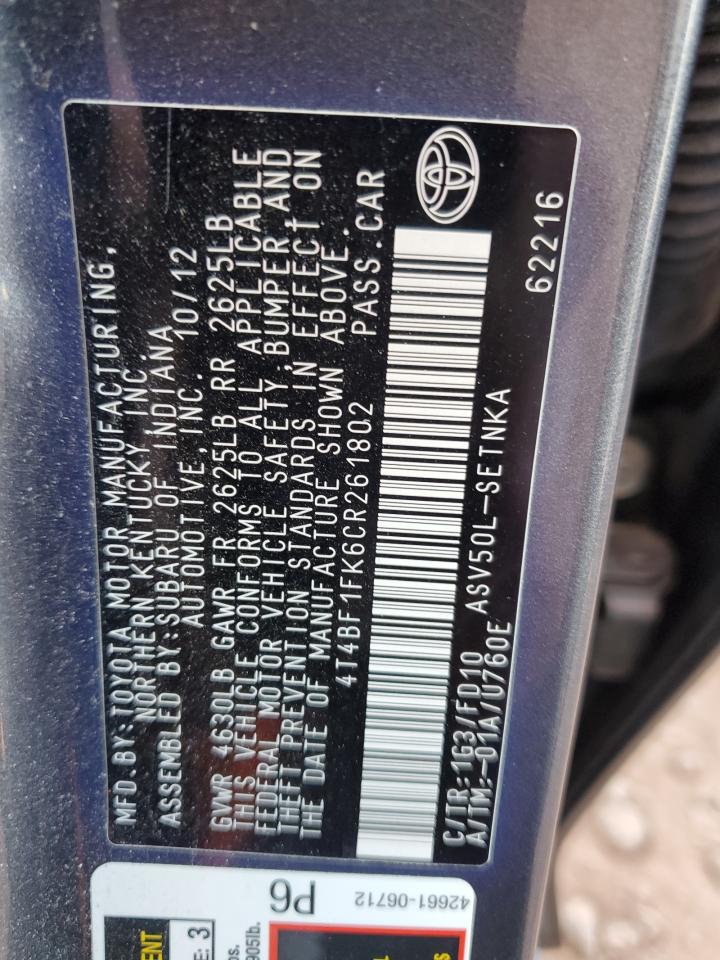 MFD.BY:TOYOTA MOTOR MANUFACTURING,
NORTHERN KENTUCKY, INC.
ASSEMBLED BY:SUBARU OF INDIANA
AUTOMOTIVE,INC. 10/12
GVWR 4630LB GAWR FR 2625LB RR 2625LB
THIS VEHICLE CONFORMS TO ALL APPLICABLE
FEDERAL MOTOR VEHICLE SAFETY,BUMPER,AND
THEFT PREVENTION STANDARDS IN EFFECT ON
THE DATE OF MANUFACTURE SHOWN ABOVE.
4T4BF1FK6CR261802 PASS.CAR
C/TR:1G3/FD10 ASV50L-SETNKA
A/TM:-01A/U760E
62216
P6
42661-06712
ENT
E: 3
905lb.